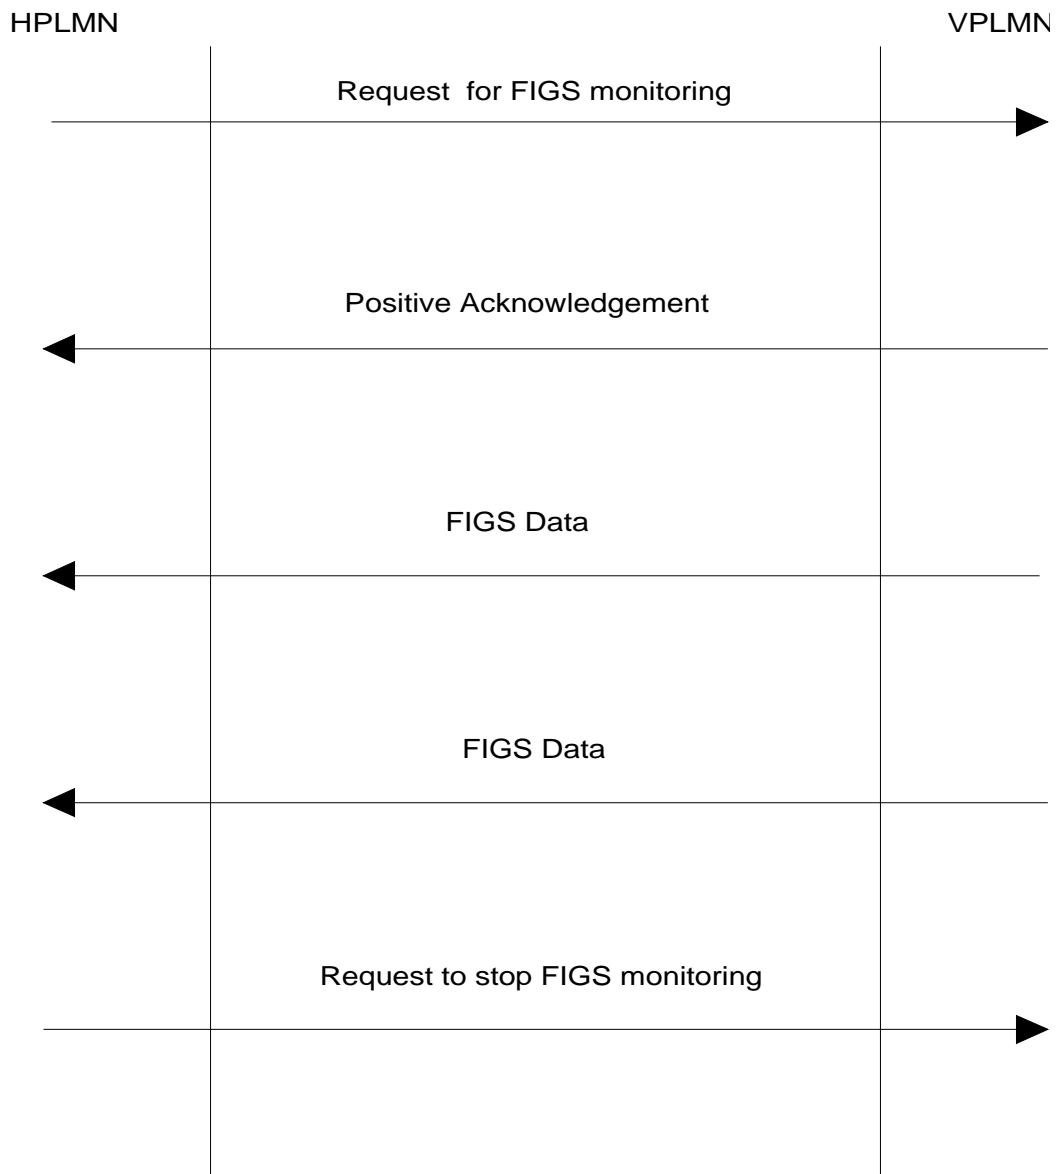 HPLMN
VPLMN
Request for FIGS monitoring
Positive Acknowledgement
FIGS Data
FIGS Data
Request to stop FIGS monitoring